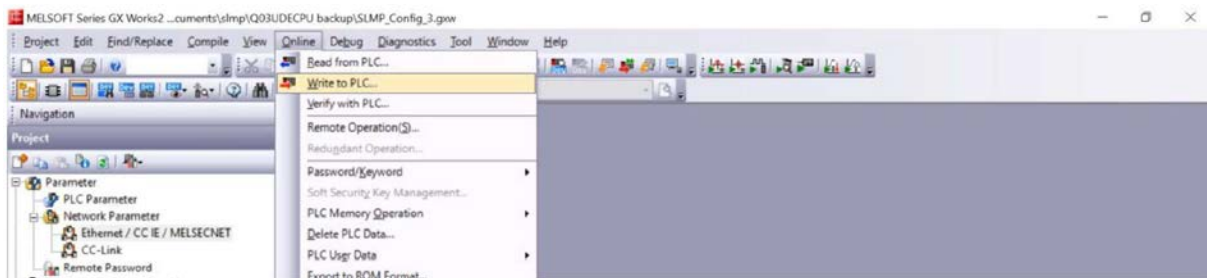 MELSOFT Series GX Works2 ...cuments\slmp\Q03UDECPU backup\SLMP_Config_3.gxw
Project Edit Find/Replace Compile View Online Debug Diagnostics Tool Window Help
Read from PLC...
Write to PLC...
Verify with PLC...
Remote Operation(S)...
Redundant Operation...
Password/Keyword
Soft Security Key Management...
PLC Memory Operation
Delete PLC Data...
PLC User Data
Export to ROM Format...
Navigation
Project
Parameter
PLC Parameter
Network Parameter
Ethernet / CC IE / MELSECNET
CC-Link
Remote Password